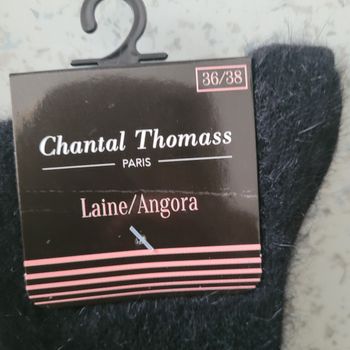 36/38
Chantal Thomass
PARIS
Laine/Angora